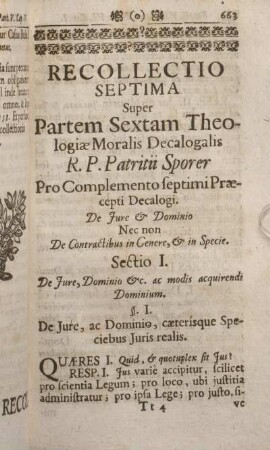 (o) 663
RECOLLECTIO
SEPTIMA
Super
Partem Sextam Theo-
logiæ Moralis Decalogalis
R. P. Patritii Sporer
Pro Complemento septimi Præ-
cepti Decalogi.
De Jure & Dominio
Nec non
De Contractibus in Genere, & in Specie.
Sectio I.
De Jure, Dominio &c. ac modis acquirendi
Dominium.
§. I.
De Jure, ac Dominio, cæterisque Spe-
ciebus Juris realis.
QUÆRES I. Quid, & quotuplex sit Jus?
RESP. I. Jus varie accipitur, scilicet
pro scientia Legum; pro loco, ubi justitia
administratur; pro ipsa Lege; pro justo, si-
Tt 4 ve